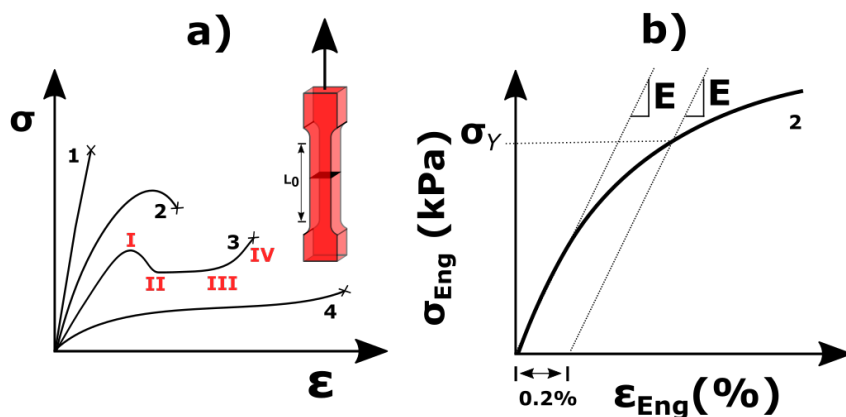 a)
σ
1
2
3
4
I
II
III
IV
L0
ε
b)
E
E
2
σY
σEng (kPa)
0.2%
εEng(%)